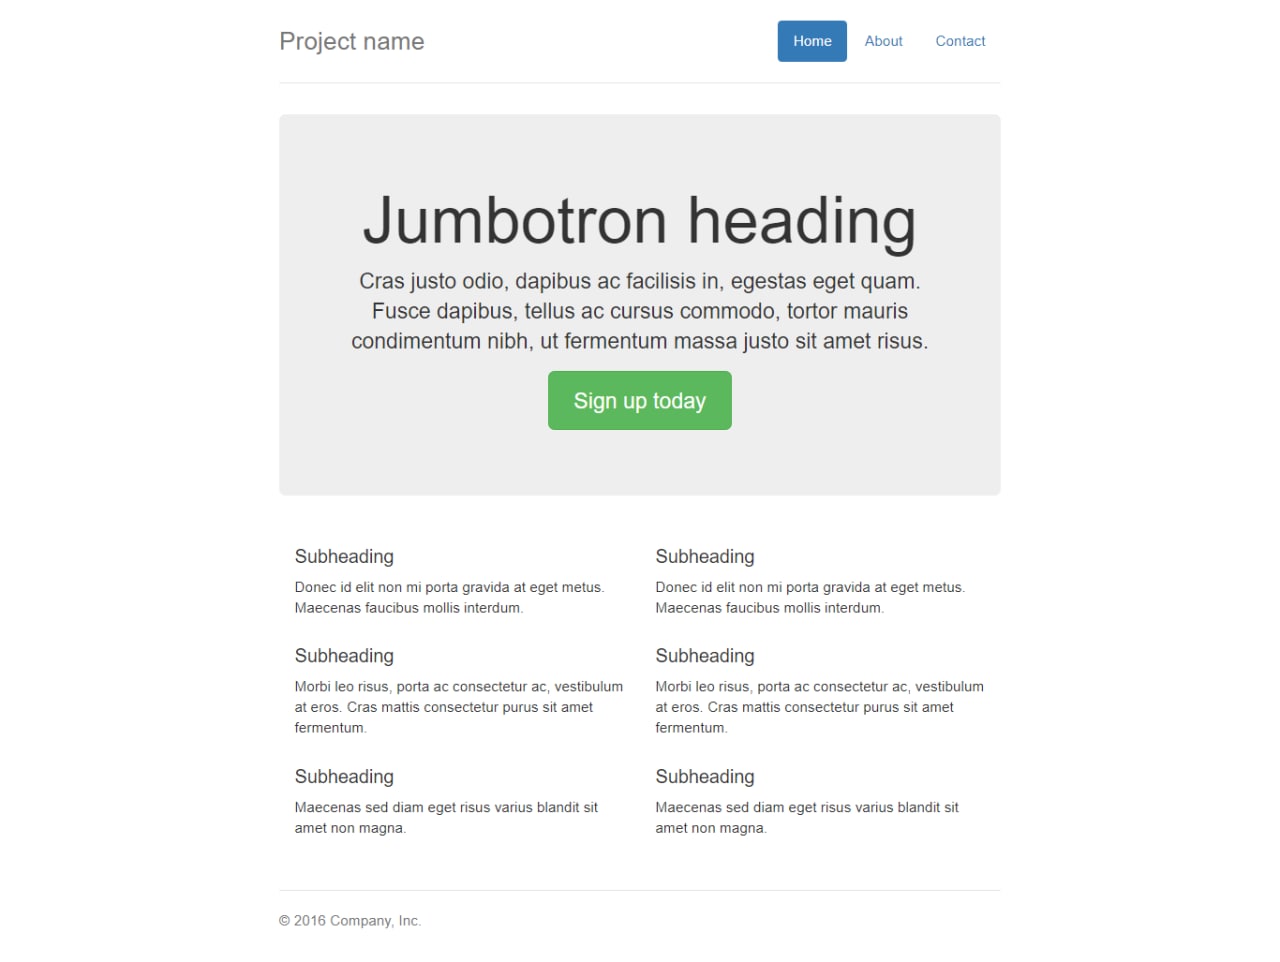 Project name
Home About Contact
Jumbotron heading
Cras justo odio, dapibus ac facilisis in, egestas eget quam.
Fusce dapibus, tellus ac cursus commodo, tortor mauris
condimentum nibh, ut fermentum massa justo sit amet risus.
Sign up today
Subheading
Donec id elit non mi porta gravida at eget metus.
Maecenas faucibus mollis interdum.
Subheading
Morbi leo risus, porta ac consectetur ac, vestibulum
at eros. Cras mattis consectetur purus sit amet
fermentum.
Subheading
Maecenas sed diam eget risus varius blandit sit
amet non magna.
Subheading
Donec id elit non mi porta gravida at eget metus.
Maecenas faucibus mollis interdum.
Subheading
Morbi leo risus, porta ac consectetur ac, vestibulum
at eros. Cras mattis consectetur purus sit amet
fermentum.
Subheading
Maecenas sed diam eget risus varius blandit sit
amet non magna.
© 2016 Company, Inc.